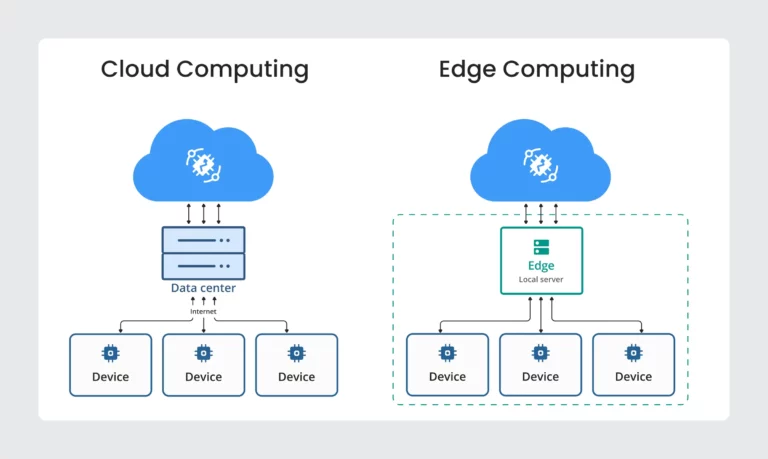 Cloud Computing
Data center
Internet
Device
Device
Device
Edge Computing
Edge
Local server
Device
Device
Device